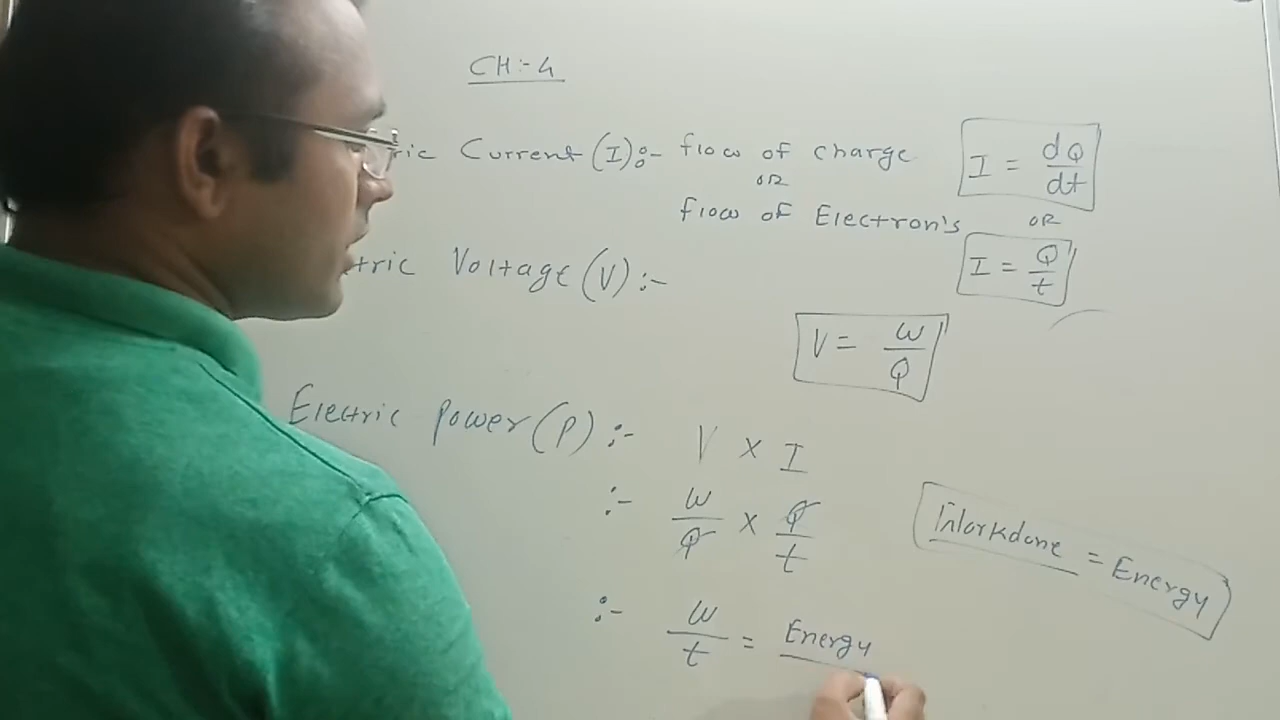 CH:- 4
ric Current (I):- flow of charge I = dQ/dt
OR
flow of Electron's OR
tric Voltage (V):- I = Q/t
V = W/Q
Electric power (P) :- V x I
:- W/Q x Q/t
Workdone = Energy
:- W/t = Energy